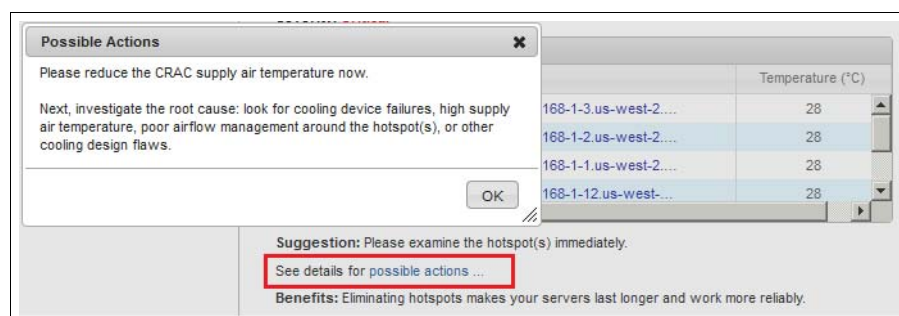 Possible Actions
Please reduce the CRAC supply air temperature now.
Next, investigate the root cause: look for cooling device failures, high supply
air temperature, poor airflow management around the hotspot(s), or other
cooling design flaws.
OK
Temperature (°C)
168-1-3.us-west-2.... 28
168-1-2.us-west-2.... 28
168-1-1.us-west-2.... 28
168-1-12.us-west-... 28
Suggestion: Please examine the hotspot(s) immediately.
See details for possible actions ...
Benefits: Eliminating hotspots makes your servers last longer and work more reliably.